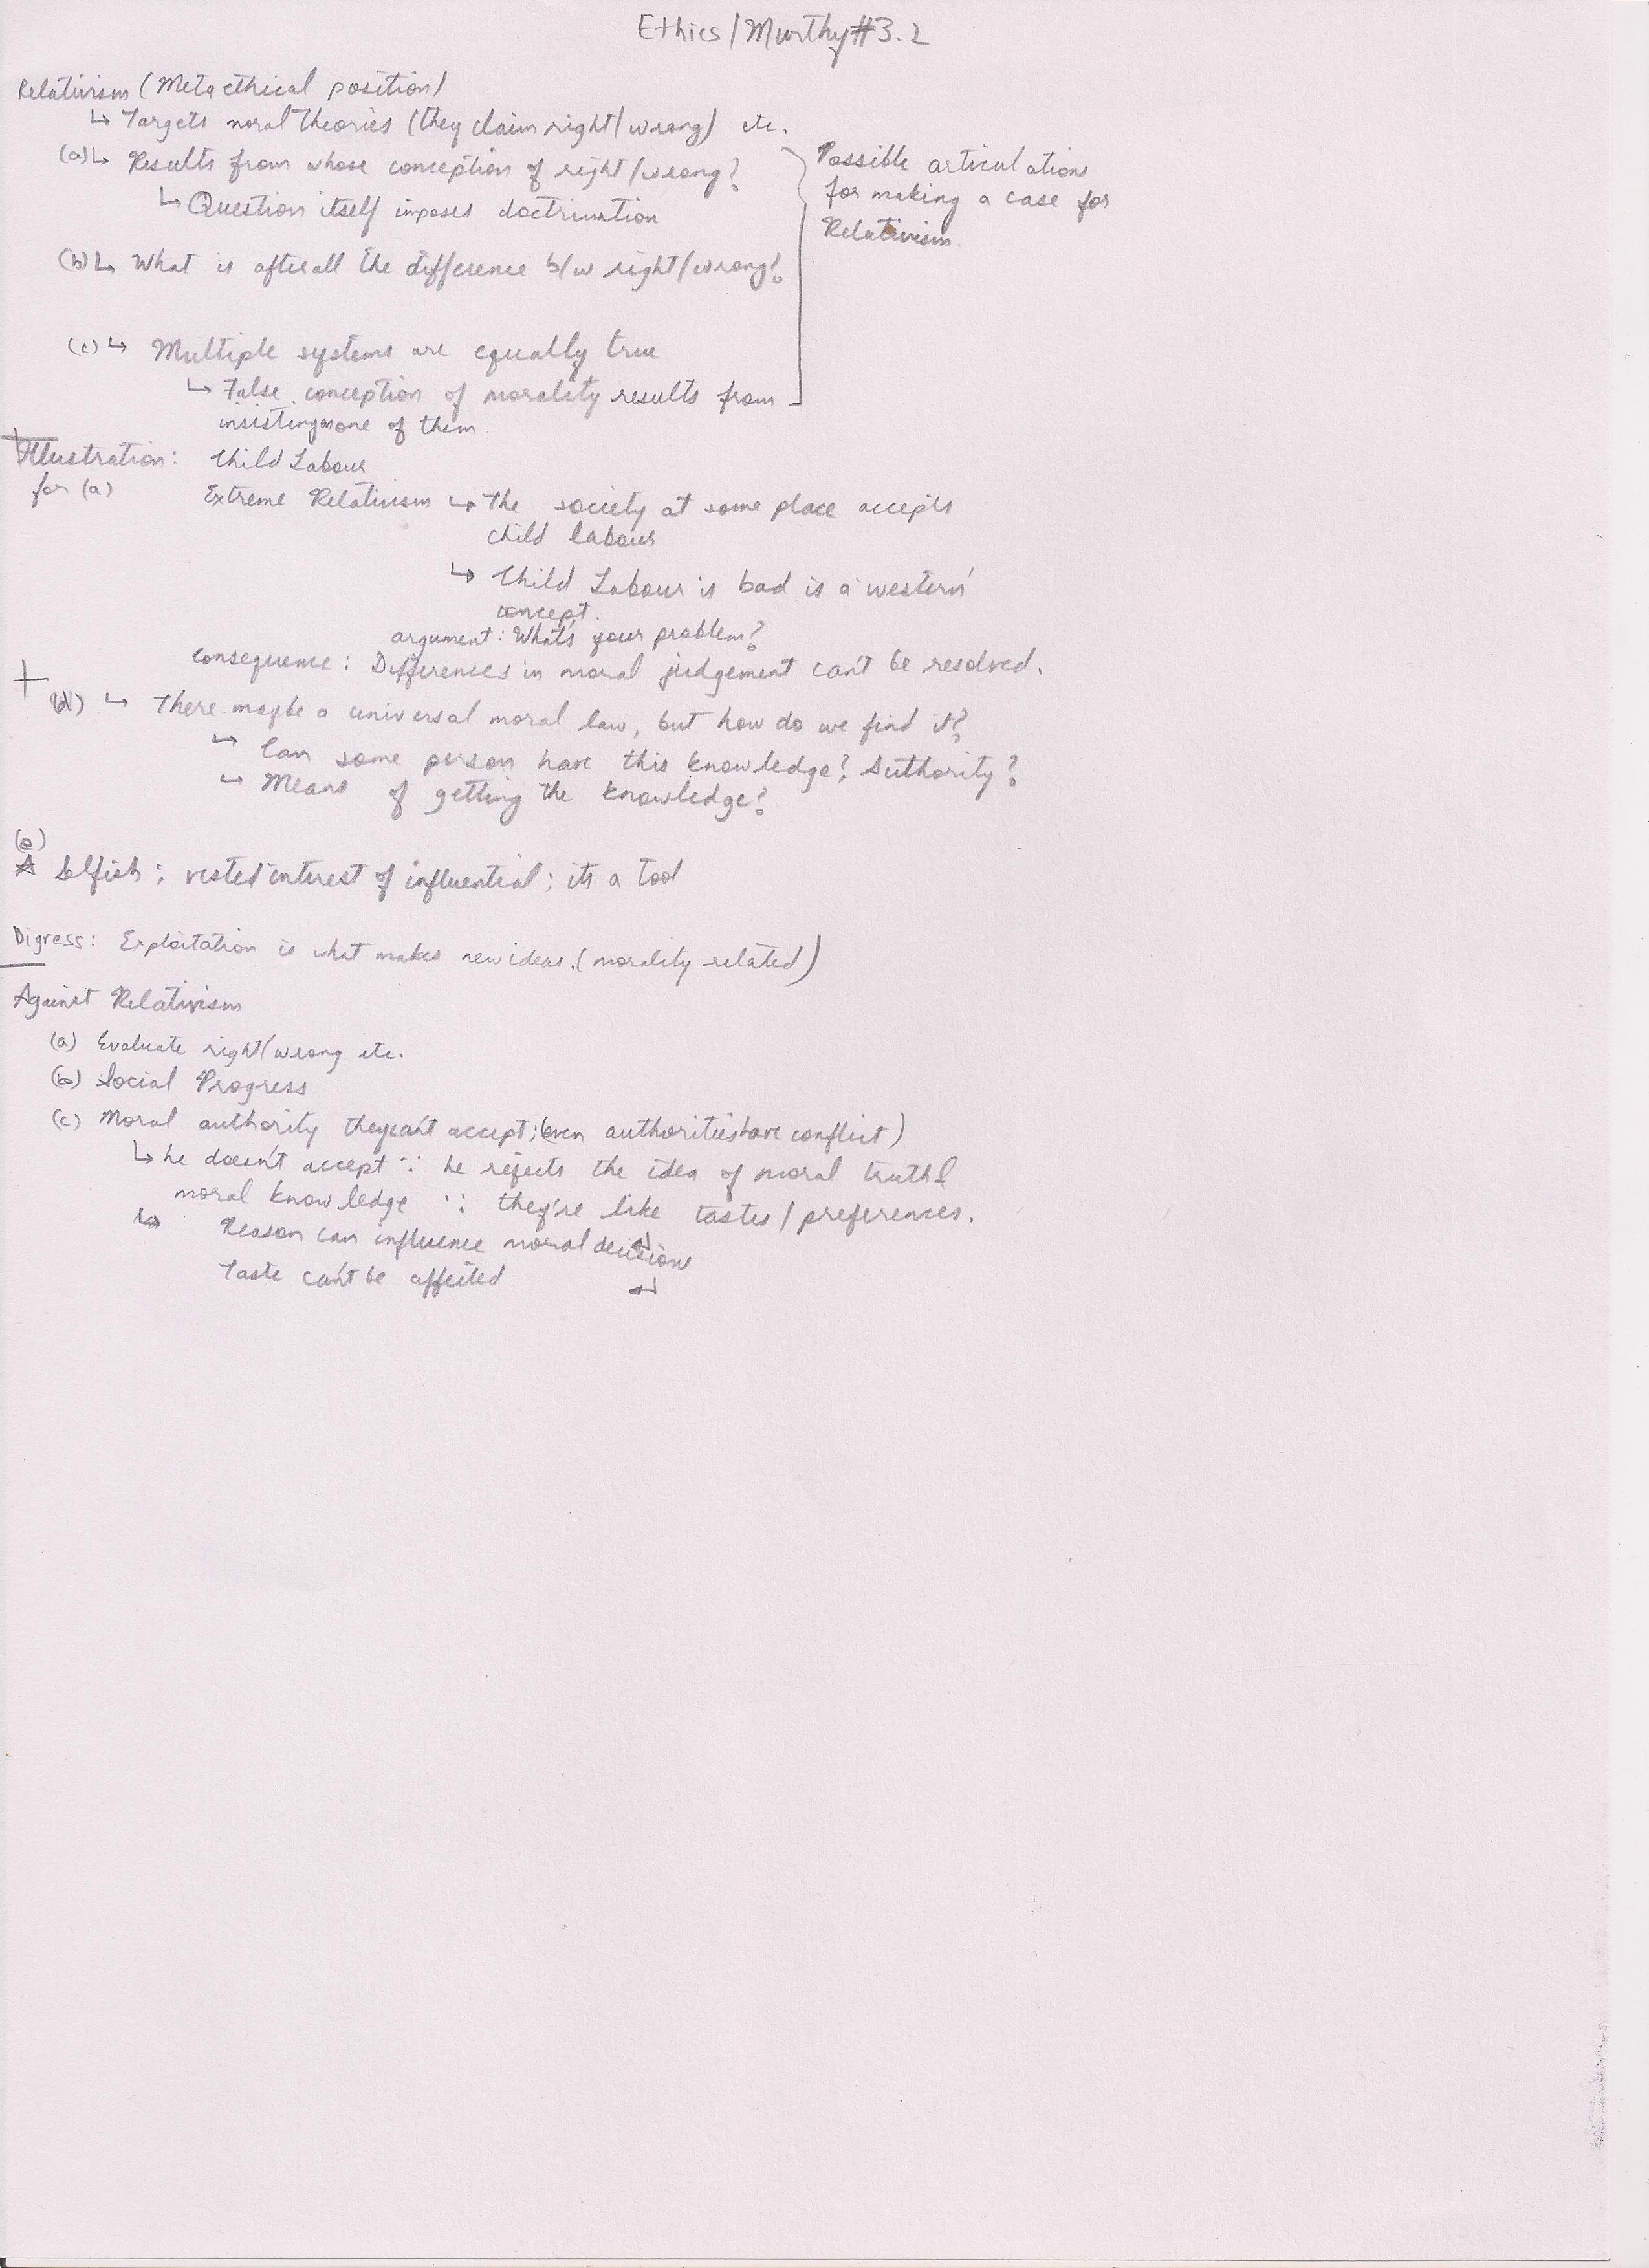 Ethics/Murthy#3.2
Relativism (Meta ethical position)
↳ Targets moral theories (they claim right/wrong) etc.
(a)↳ Results from whose conception of right/wrong?
↳ Question itself imposes doctrination
(b)↳ What is after all the difference b/w right/wrong?
(c)↳ Multiple systems are equally true
↳ False conception of morality results from
insisting on one of them
Possible articulations
for making a case for
Relativism.
Illustration: Child Labour
for (a)
Extreme Relativism ↳ The society at some place accepts
child labour
↳ Child Labour is bad is a 'western'
concept.
argument: What's your problem?
consequence: Differences in moral judgement can't be resolved.
(d) ↳ There maybe a universal moral law, but how do we find it?
↳ Can some person have this knowledge? Authority?
↳ Means of getting the knowledge?
(e)
Selfish; vested interest of influential; its a tool
Digress: Exploitation is what makes new ideas. (morality related)
Against Relativism
(a) Evaluate right/wrong etc.
(b) Social Progress
(c) Moral authority they can't accept; (even authorities have conflict)
↳ he doesn't accept ∵ he rejects the idea of moral truth &
moral knowledge ∵ they're like tastes/preferences.
↳ Reason can influence moral decision
Taste can't be affected